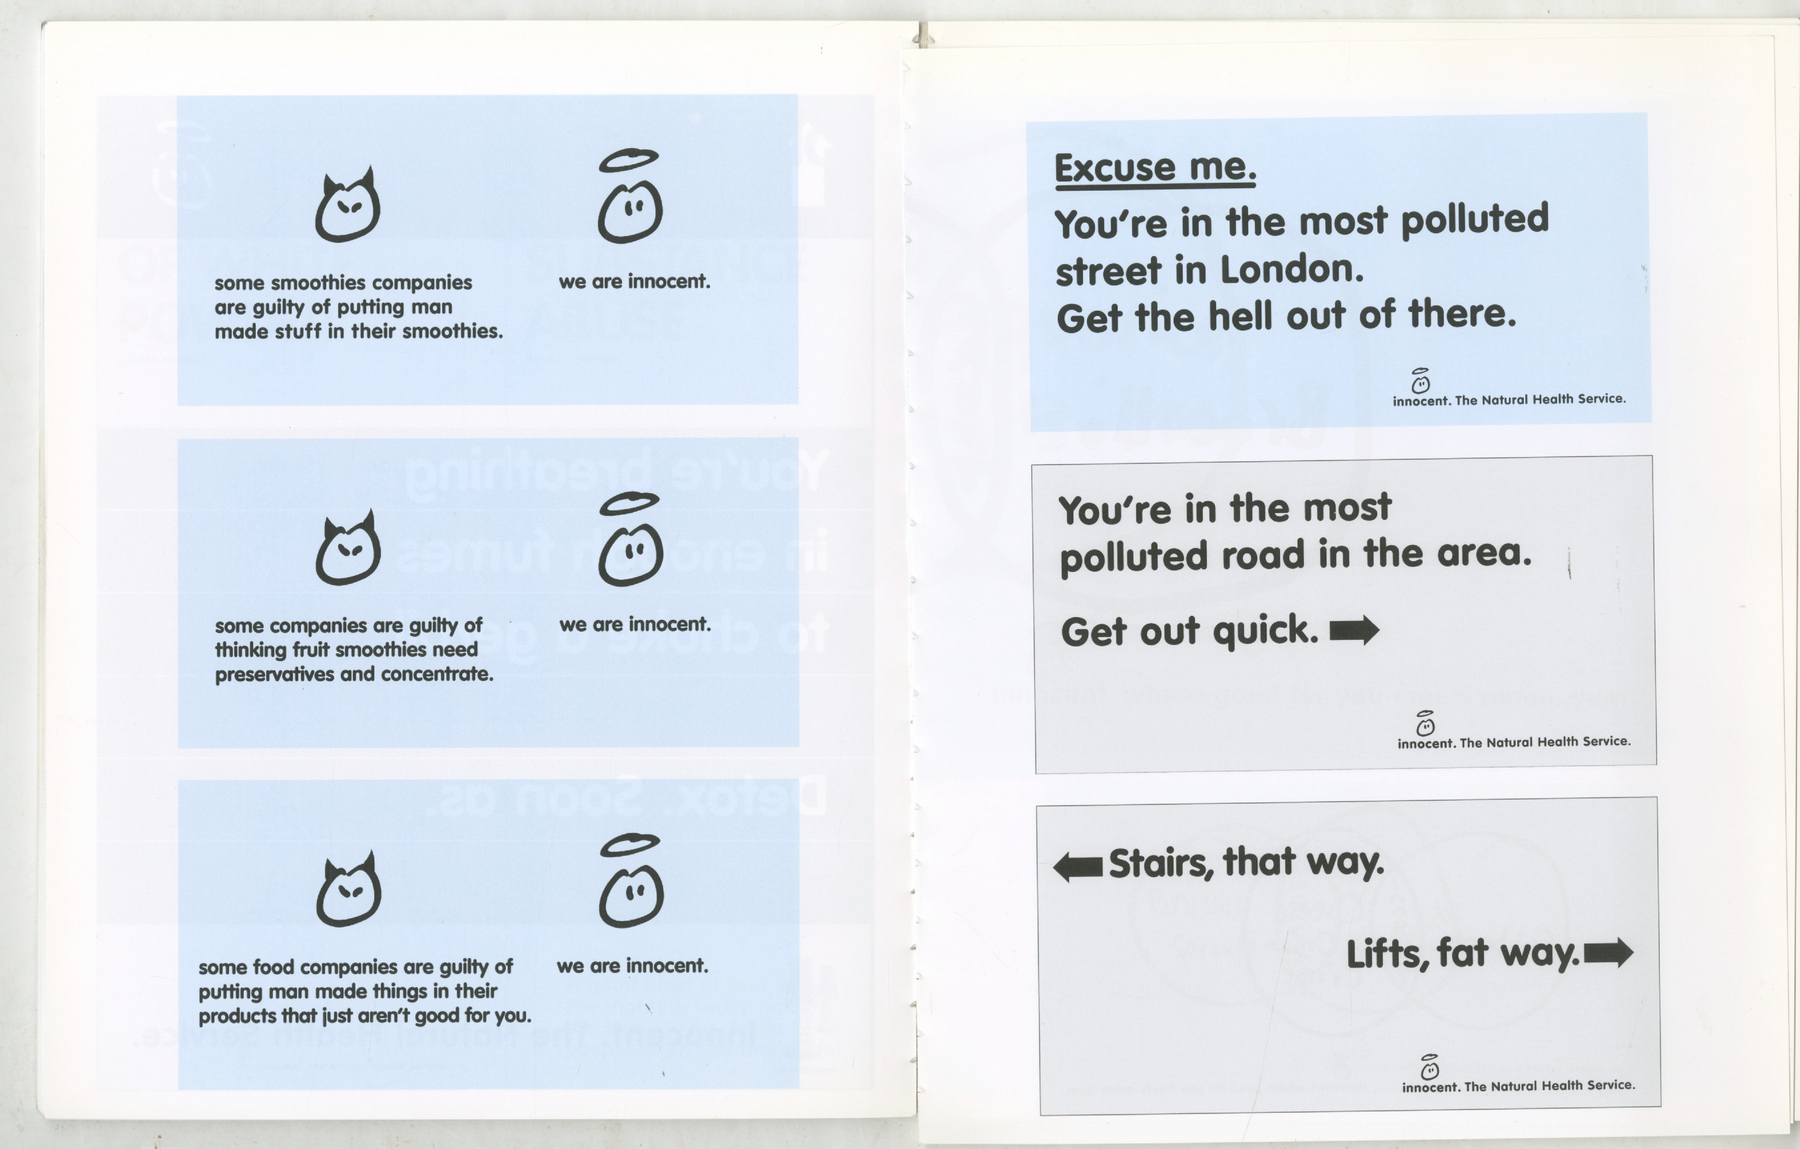 some smoothies companies
are guilty of putting man
made stuff in their smoothies.
we are innocent.
some companies are guilty of
thinking fruit smoothies need
preservatives and concentrate.
we are innocent.
some food companies are guilty of
putting man made things in their
products that just aren't good for you.
we are innocent.
Excuse me.
You're in the most polluted
street in London.
Get the hell out of there.
innocent. The Natural Health Service.
You're in the most
polluted road in the area.
Get out quick.
innocent. The Natural Health Service.
Stairs, that way.
Lifts, fat way.
innocent. The Natural Health Service.